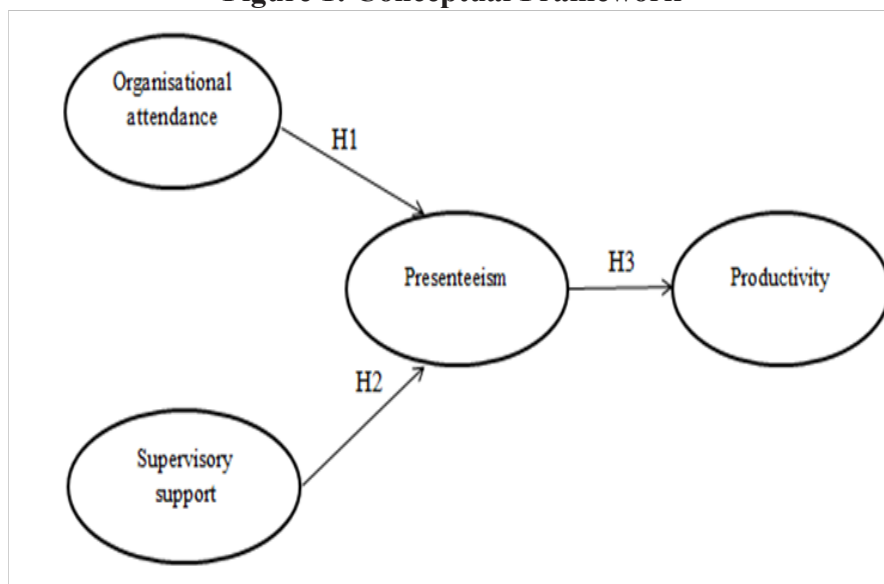 Figure 1: Conceptual Framework
Organisational
attendance
H1
Presenteeism
H3
Productivity
H2
Supervisory
support